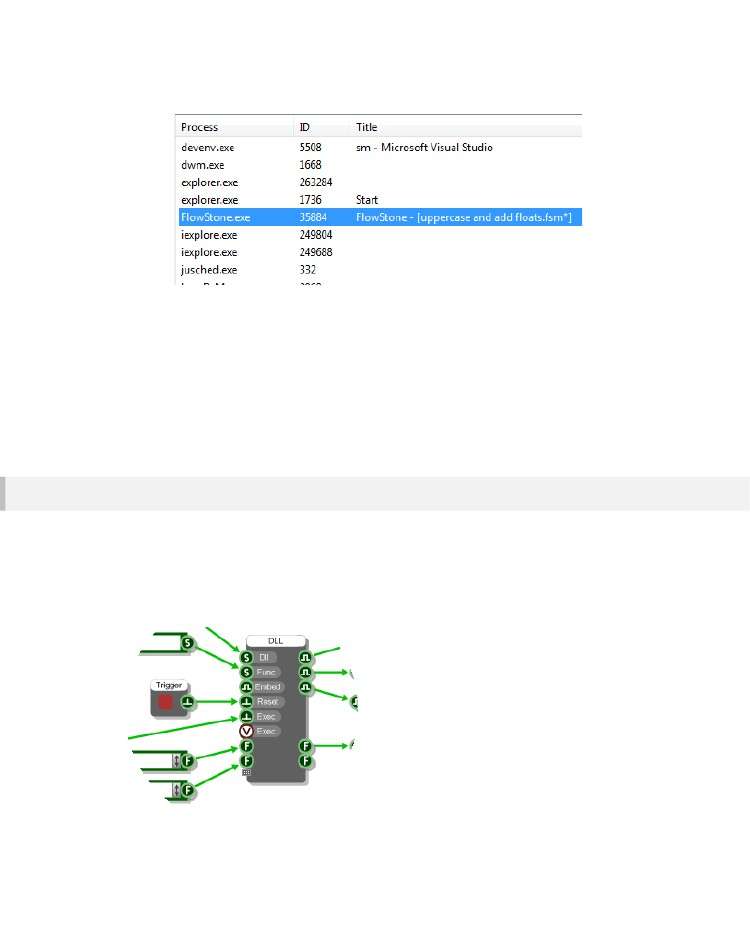 Process ID Title
devenv.exe 5508 sm - Microsoft Visual Studio
dwm.exe 1668
explorer.exe 263284
explorer.exe 1736 Start
FlowStone.exe 35884 FlowStone - [uppercase and add floats.fsm*]
iexplore.exe 249804
iexplore.exe 249688
jusched.exe 332
DLL
S
S Dll
S Func
Trigger
Embed
Reset
Exec
V Exec
F F F
F F F